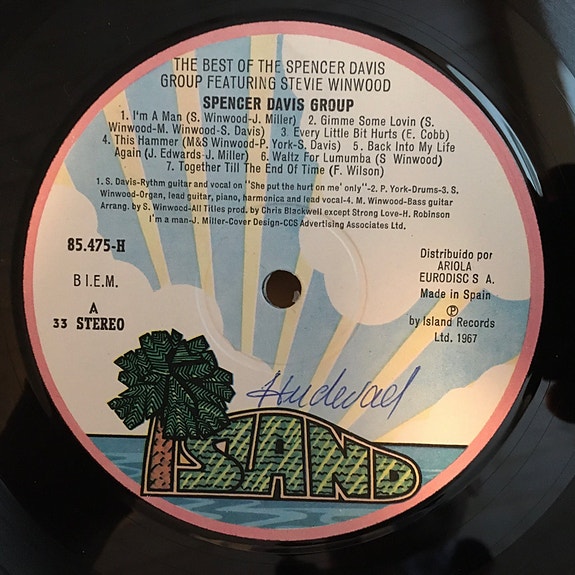 THE BEST OF THE SPENCER DAVIS
GROUP FEATURING STEVIE WINWOOD
SPENCER DAVIS GROUP
1. I'm A Man (S. Winwood-J. Miller) 2. Gimme Some Lovin (S.
Winwood-M. Winwood-S. Davis) 3. Every Little Bit Hurts (E. Cobb)
4. This Hammer (M&S Winwood-P. York-S. Davis) 5. Back Into My Life
Again (J. Edwards-J. Miller) 6. Waltz For Lumumba (S Winwood)
7. Together Till The End Of Time (F. Wilson)
1. S. Davis-Rythm guitar and vocal on "She put the hurt on me' only"-2. P. York-Drums-3. S.
Winwood-Organ, lead guitar, piano, harmonica and lead vocal-4. M. Winwood-Bass guitar
Arrang. by S. Winwood-All Titles prod. by Chris Blackwell except Strong Love-H. Robinson
I'm a man-J. Miller-Cover Design-CCS Advertising Associates Ltd.
85.475-H
B I.E.M.
A
33 STEREO
Distribuido por
ARIOLA
EURODISC S A.
Made in Spain
℗
by Island Records
Ltd. 1967
ISLAND